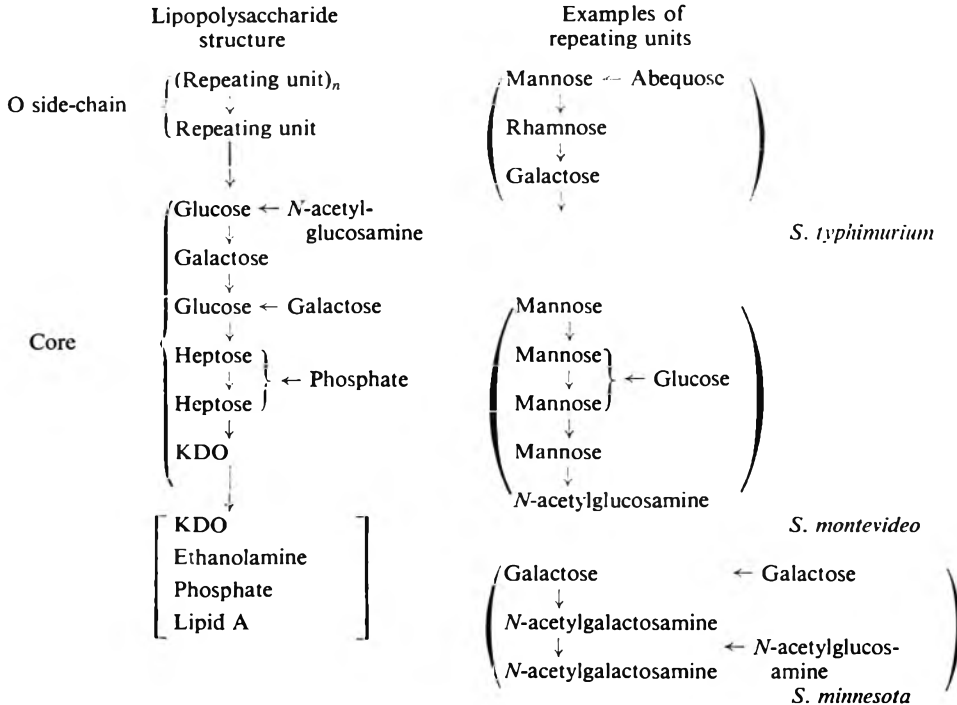 Lipopolysaccharide
structure
O side-chain
(Repeating unit)n
Repeating unit
Core
Glucose ← N-acetyl-
glucosamine
Galactose
Glucose ← Galactose
Heptose
← Phosphate
Heptose
KDO
KDO
Ethanolamine
Phosphate
Lipid A
Examples of
repeating units
Mannose ← Abequose
Rhamnose
Galactose
S. typhimurium
Mannose
Mannose
← Glucose
Mannose
Mannose
N-acetylglucosamine
S. montevideo
Galactose ← Galactose
N-acetylgalactosamine
← N-acetylglucos-
amine
N-acetylgalactosamine
S. minnesota